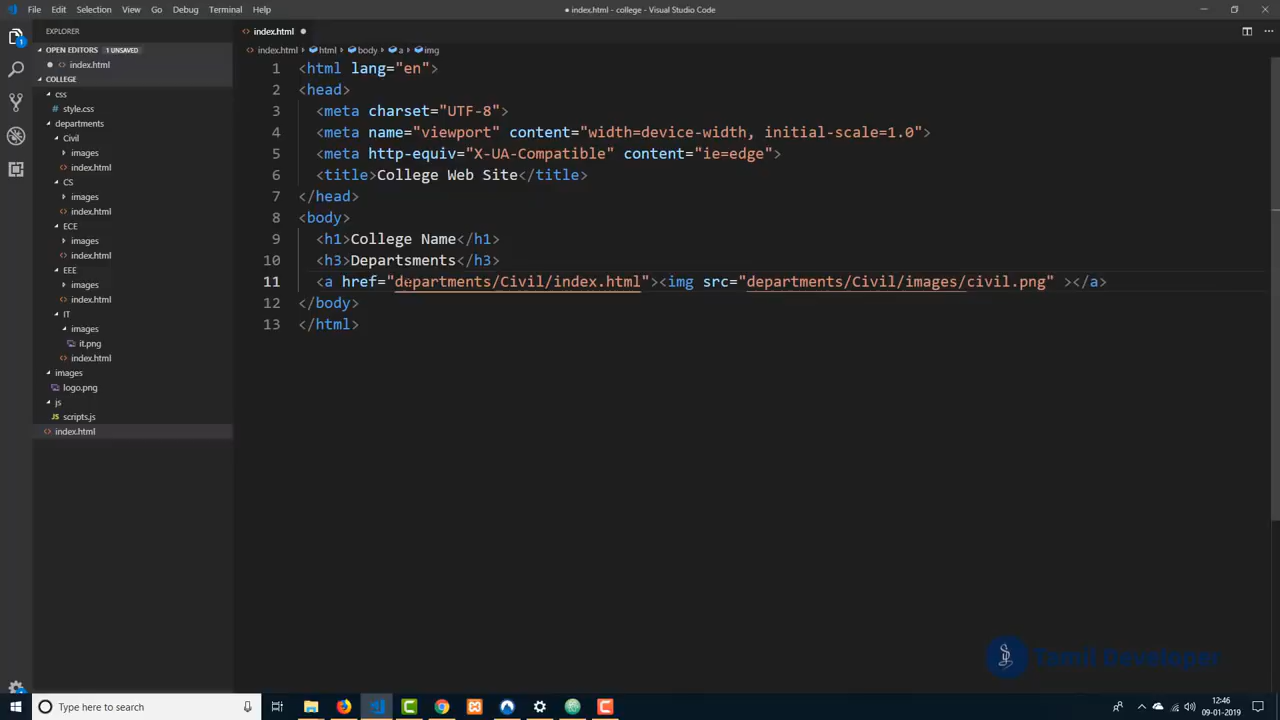 File Edit Selection View Go Debug Terminal Help
● index.html - college - Visual Studio Code
EXPLORER
OPEN EDITORS 1 UNSAVED
● index.html
COLLEGE
css
style.css
departments
Civil
images
index.html
CS
images
index.html
ECE
images
index.html
EEE
images
index.html
IT
images
it.png
index.html
images
logo.png
js
scripts.js
index.html
1
index.html ●
index.html > html > body > a > img
1 <html lang="en">
2 <head>
3 <meta charset="UTF-8">
4 <meta name="viewport" content="width=device-width, initial-scale=1.0">
5 <meta http-equiv="X-UA-Compatible" content="ie=edge">
6 <title>College Web Site</title>
7 </head>
8 <body>
9 <h1>College Name</h1>
10 <h3>Departsments</h3>
11 <a href="departments/Civil/index.html"><img src="departments/Civil/images/civil.png" ></a>
12 </body>
13 </html>
Tamil Developer
Type here to search
12:46
09-01-2019